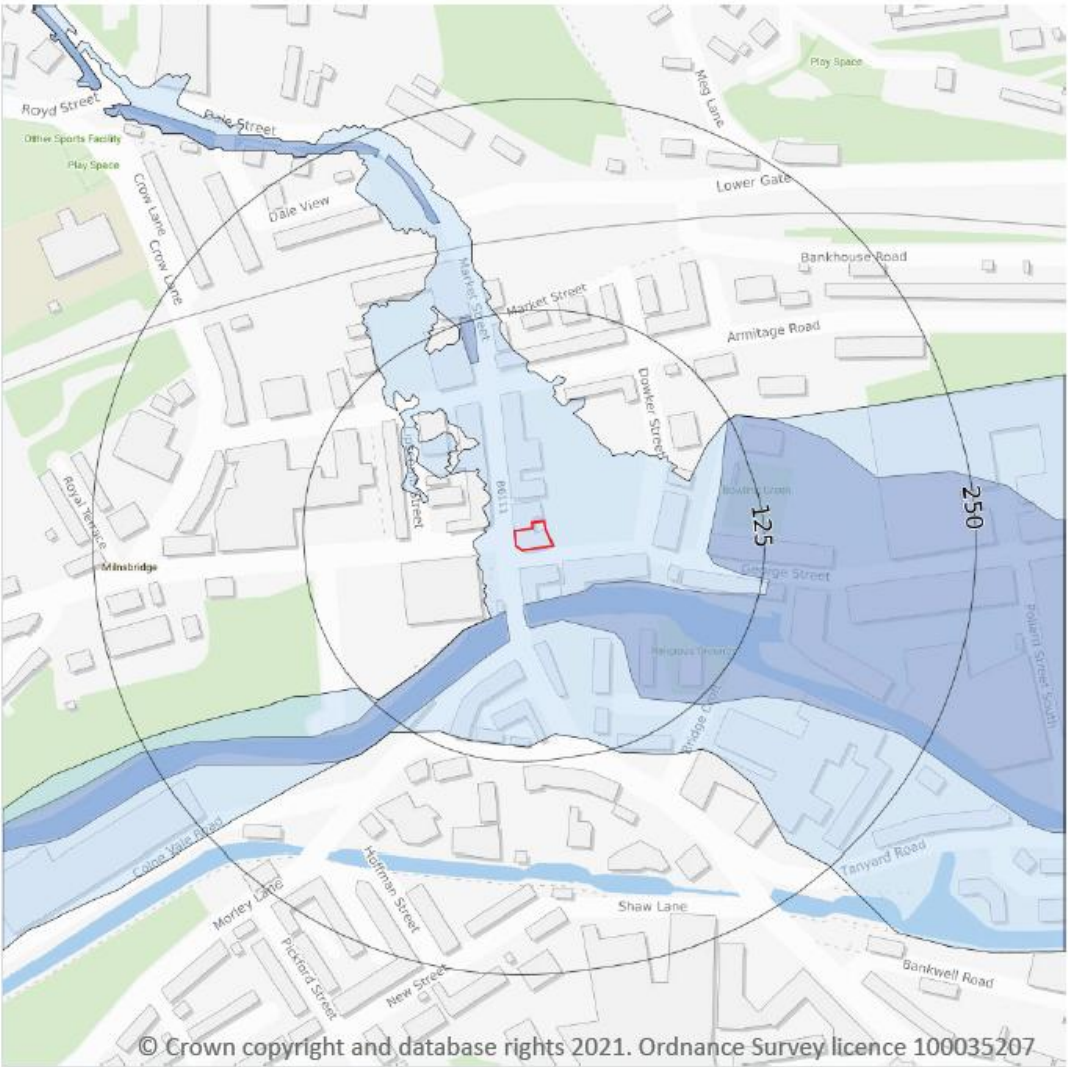 Meg Lane
Play Space
Royd Street
Dale Street
Other Sports Facility
Play Space
Crow Lane
Crow Lane
Dale View
Lower Gate
Bankhouse Road
Market Street
Market Street
Armitage Road
Dowker Street
Royal Terrace
Street
B6111
Bowling Green
125
250
Milnsbridge
George Street
Religious Grounds
Pollard Street South
Bridge
Colne Vale Road
Tanyard Road
Hoffman Street
Morley Lane
Shaw Lane
Pickford Street
New Street
Bankwell Road
© Crown copyright and database rights 2021. Ordnance Survey licence 100035207